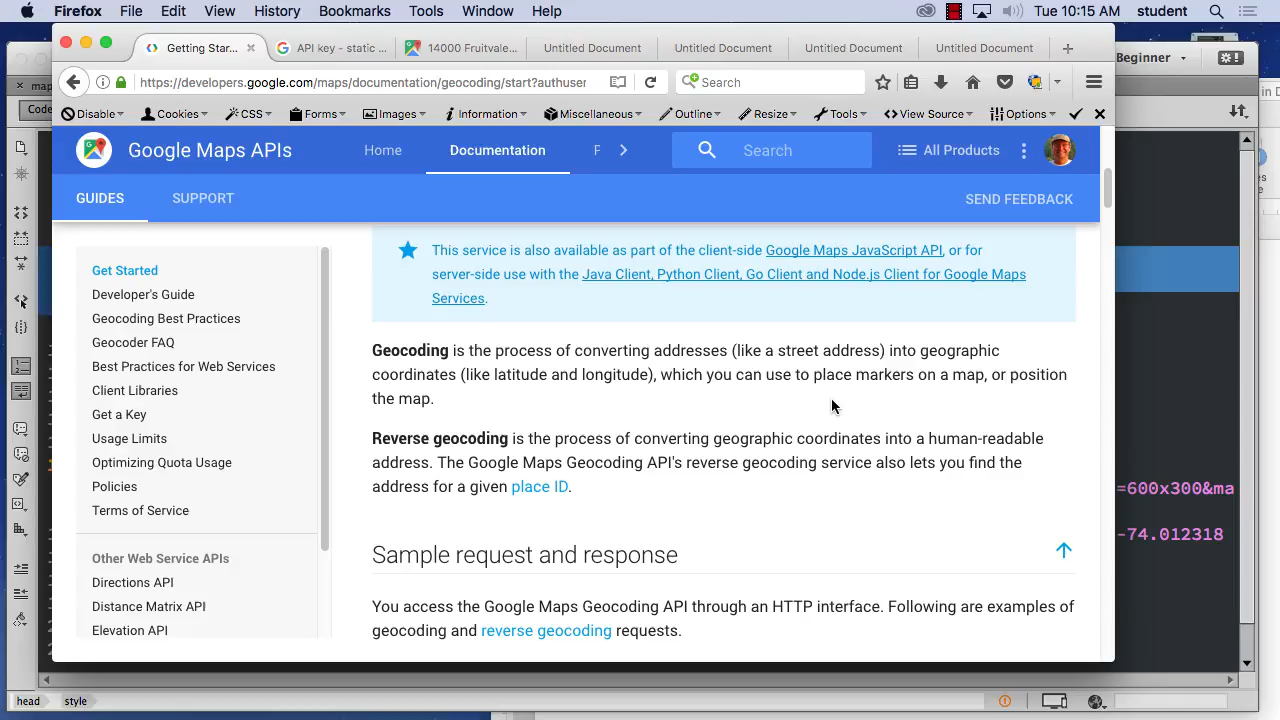 Firefox File Edit View History Bookmarks Tools Window Help Tue 10:15 AM student
Getting Star... API key - static ... 14000 Fruitva... Untitled Document Untitled Document Untitled Document Untitled Document
Beginner
map
https://developers.google.com/maps/documentation/geocoding/start?authuser
Search
Code
Disable Cookies CSS Forms Images Information Miscellaneous Outline Resize Tools View Source Options
Google Maps APIs Home Documentation F Search All Products
GUIDES SUPPORT SEND FEEDBACK
Get Started
Developer's Guide
Geocoding Best Practices
Geocoder FAQ
Best Practices for Web Services
Client Libraries
Get a Key
Usage Limits
Optimizing Quota Usage
Policies
Terms of Service
Other Web Service APIs
Directions API
Distance Matrix API
Elevation API
This service is also available as part of the client-side Google Maps JavaScript API, or for
server-side use with the Java Client, Python Client, Go Client and Node.js Client for Google Maps
Services.
Geocoding is the process of converting addresses (like a street address) into geographic
coordinates (like latitude and longitude), which you can use to place markers on a map, or position
the map.
Reverse geocoding is the process of converting geographic coordinates into a human-readable
address. The Google Maps Geocoding API's reverse geocoding service also lets you find the
address for a given place ID.
Sample request and response
You access the Google Maps Geocoding API through an HTTP interface. Following are examples of
geocoding and reverse geocoding requests.
=600x300&ma
-74.012318
head style